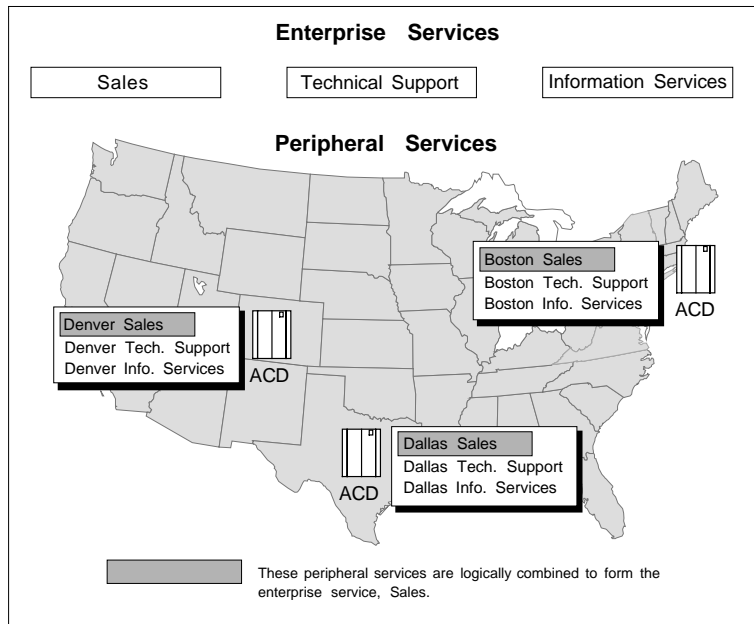 Enterprise Services
Sales
Technical Support
Information Services
Peripheral Services
Boston Sales
Boston Tech. Support
Boston Info. Services
ACD
Denver Sales
Denver Tech. Support
Denver Info. Services
ACD
Dallas Sales
Dallas Tech. Support
Dallas Info. Services
ACD
These peripheral services are logically combined to form the
enterprise service, Sales.